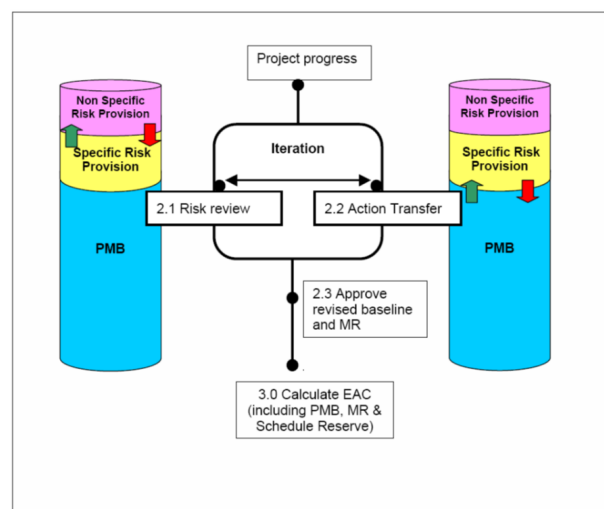 Project progress
Non Specific
Risk Provision
Specific Risk
Provision
PMB
Iteration
2.1 Risk review
2.2 Action Transfer
Non Specific
Risk Provision
Specific Risk
Provision
PMB
2.3 Approve
revised baseline
and MR
3.0 Calculate EAC
(including PMB, MR &
Schedule Reserve)